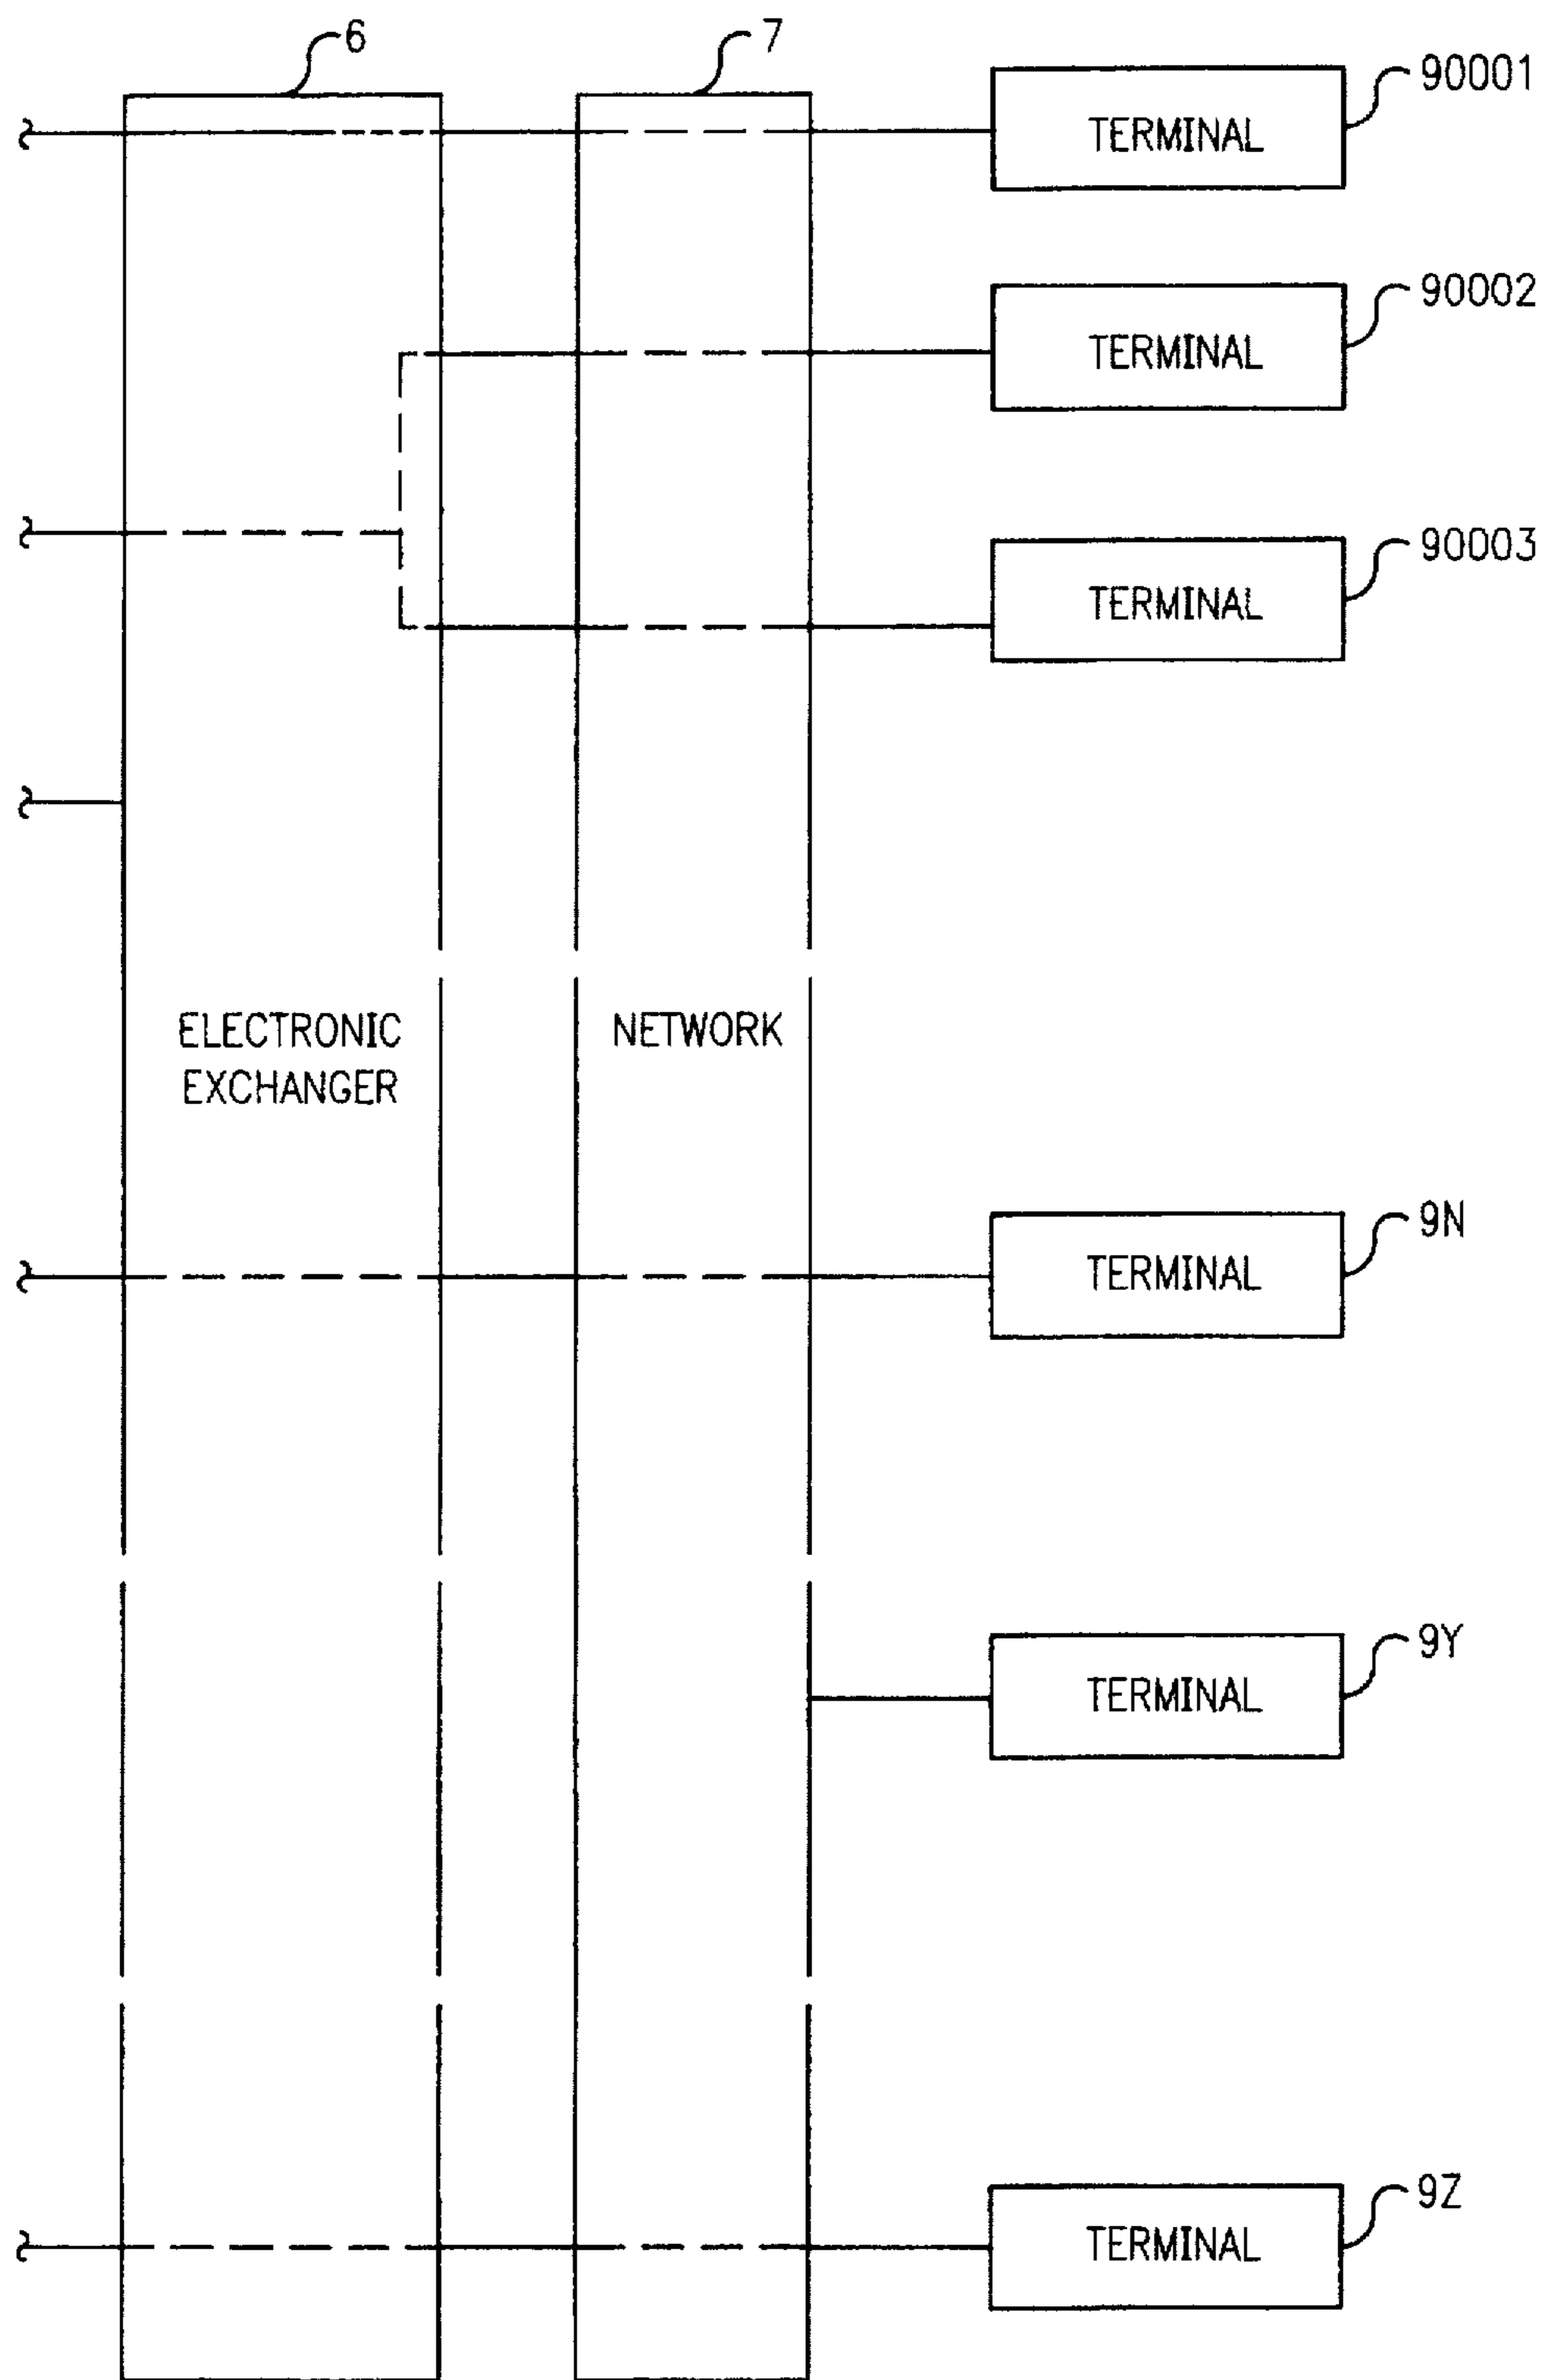 6
7
90001
TERMINAL
90002
TERMINAL
90003
TERMINAL
ELECTRONIC
EXCHANGER
NETWORK
9N
TERMINAL
9Y
TERMINAL
9Z
TERMINAL